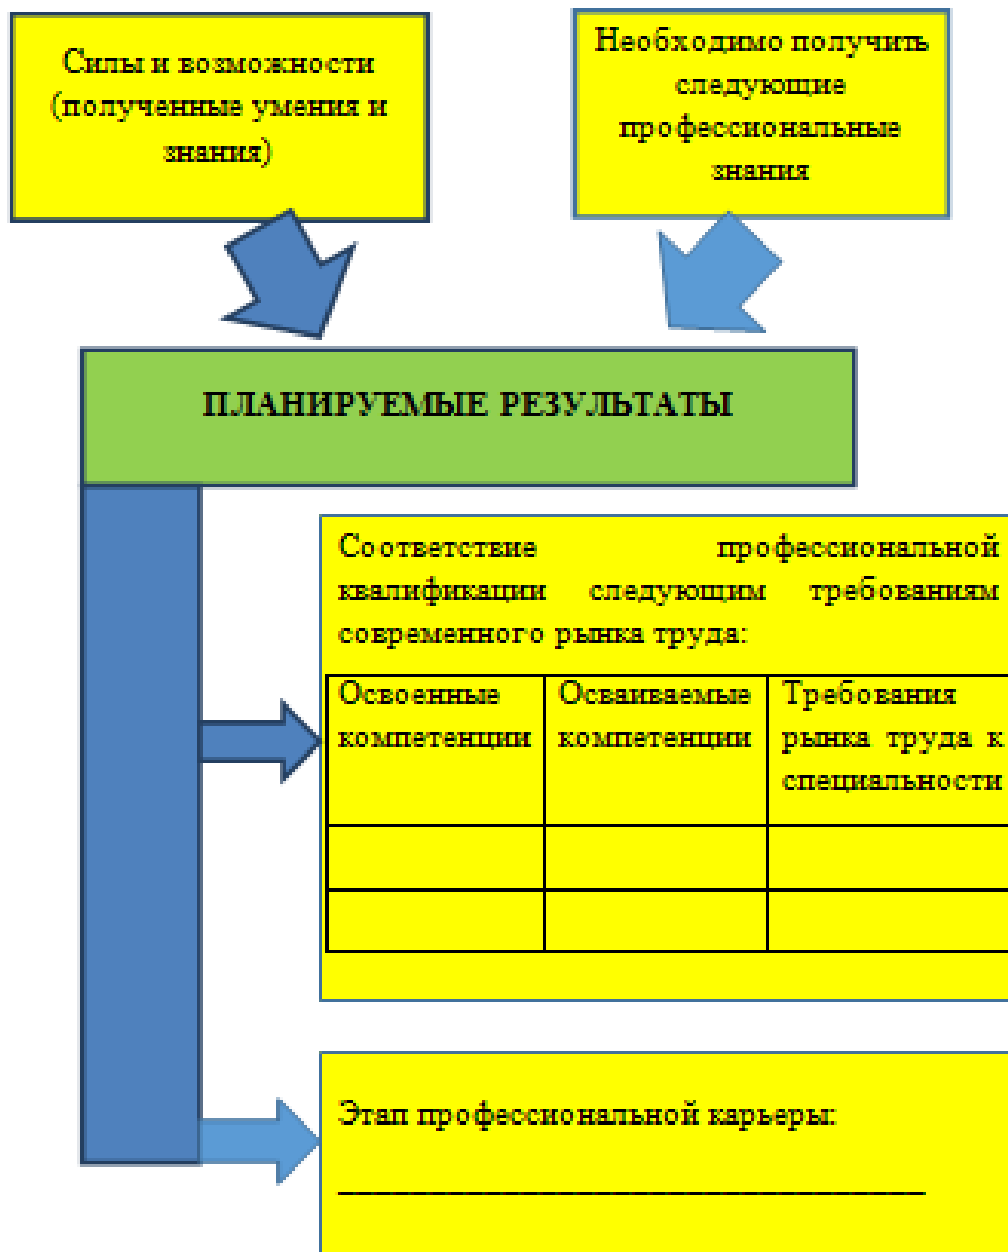 Силы и возможности
(полученные умения и
знания)
Необходимо получить
следующие
профессиональные
знания
ПЛАНИРУЕМЫЕ РЕЗУЛЬТАТЫ
Соответствие профессиональной
квалификации следующим требованиям
современного рынка труда:
Освоенные
компетенции
Осваиваемые
компетенции
Требования
рынка труда к
специальности
Этап профессиональной карьеры: